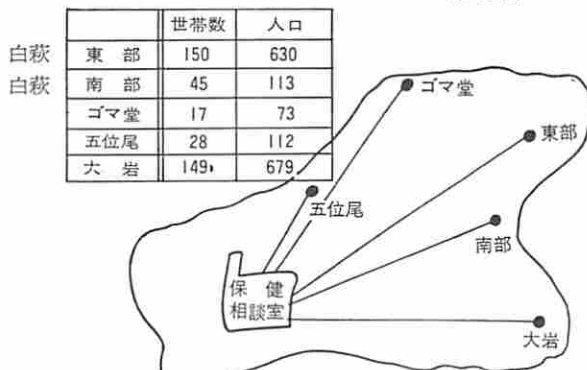 世帯数 人口
白萩 東部 150 630
白萩 南部 45 113
ゴマ堂 17 73
五位尾 28 112
大岩 149 679
ゴマ堂
東部
五位尾
南部
保健
相談室
大岩